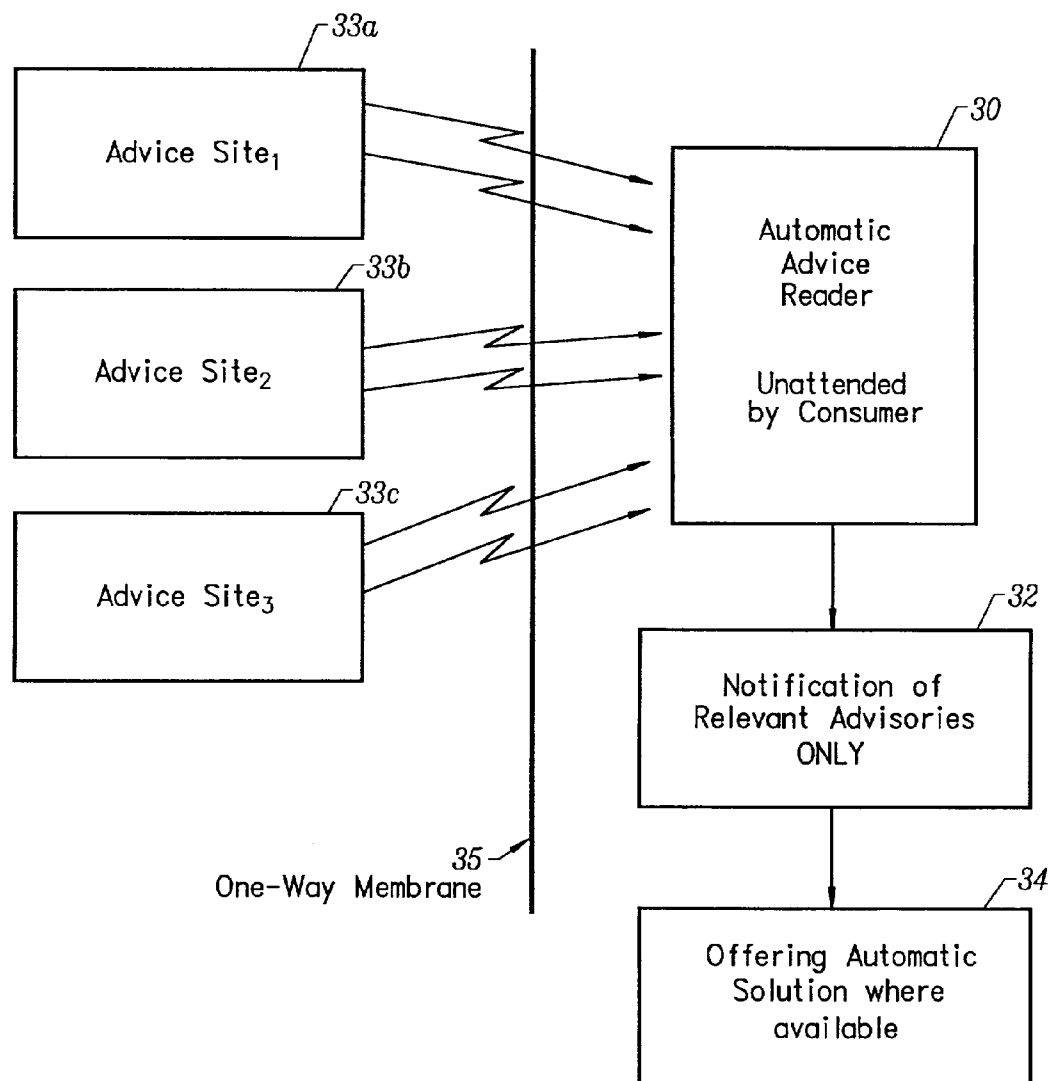 33a
Advice Site₁
33b
Advice Site₂
33c
Advice Site₃
35
One-Way Membrane
30
Automatic
Advice
Reader
Unattended
by Consumer
32
Notification of
Relevant Advisories
ONLY
34
Offering Automatic
Solution where
available